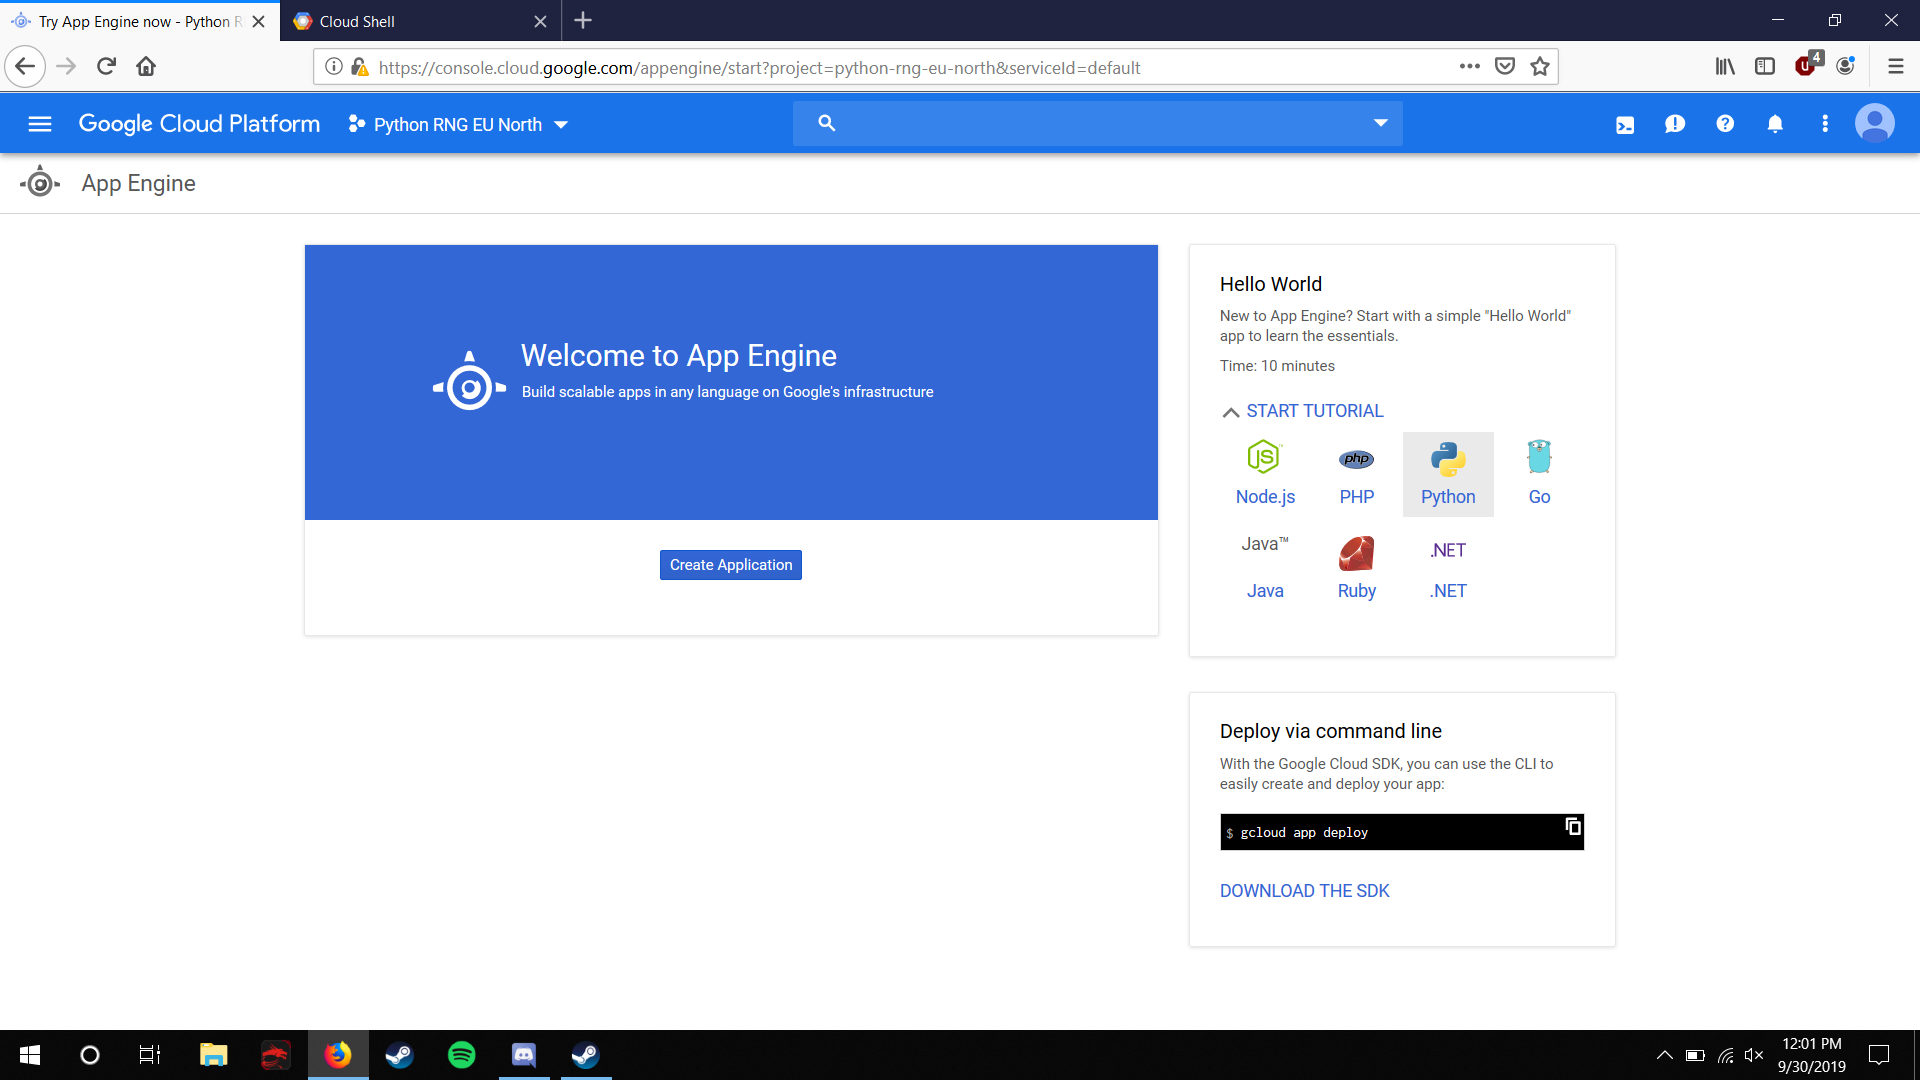 Try App Engine now - Python R
Cloud Shell
https://console.cloud.google.com/appengine/start?project=python-rng-eu-north&serviceId=default
4
Google Cloud Platform
Python RNG EU North
App Engine
Welcome to App Engine
Build scalable apps in any language on Google's infrastructure
Create Application
Hello World
New to App Engine? Start with a simple "Hello World"
app to learn the essentials.
Time: 10 minutes
START TUTORIAL
JS
php
Node.js
PHP
Python
Go
Java™
.NET
Java
Ruby
.NET
Deploy via command line
With the Google Cloud SDK, you can use the CLI to
easily create and deploy your app:
$ gcloud app deploy
DOWNLOAD THE SDK
12:01 PM
9/30/2019